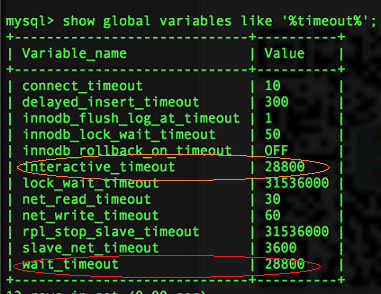 mysql> show global variables like '%timeout%';
+-----------------------------+----------+
| Variable_name | Value |
+-----------------------------+----------+
| connect_timeout | 10 |
| delayed_insert_timeout | 300 |
| innodb_flush_log_at_timeout | 1 |
| innodb_lock_wait_timeout | 50 |
| innodb_rollback_on_timeout | OFF |
| interactive_timeout | 28800 |
| lock_wait_timeout | 31536000 |
| net_read_timeout | 30 |
| net_write_timeout | 60 |
| rpl_stop_slave_timeout | 31536000 |
| slave_net_timeout | 3600 |
| wait_timeout | 28800 |
+-----------------------------+----------+